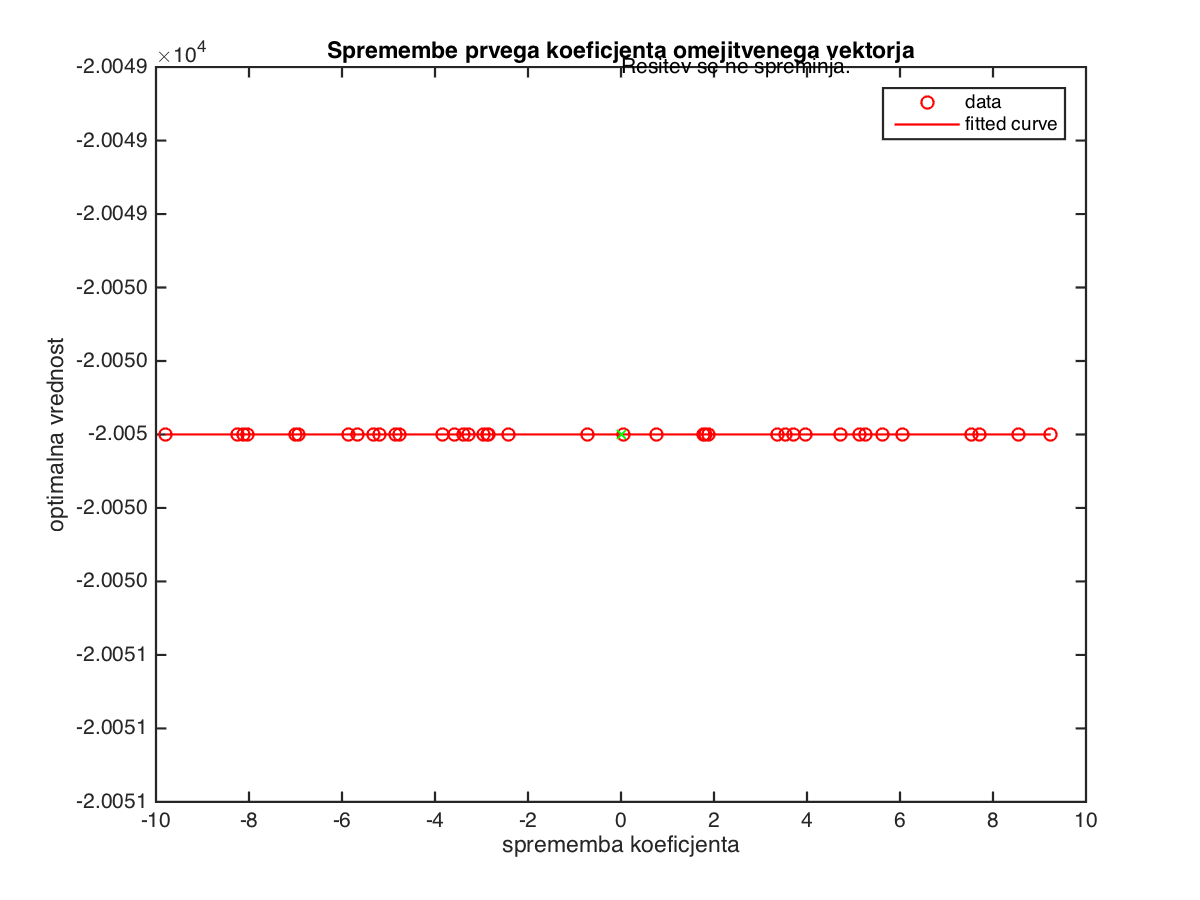 Spremembe prvega koeficjenta omejitvenega vektorja
×10^4
Resitev se ne spreminja.
data
fitted curve
-2.0049
-2.0049
-2.0049
-2.0050
-2.0050
-2.005
-2.0050
-2.0050
-2.0051
-2.0051
-2.0051
optimalna vrednost
-10 -8 -6 -4 -2 0 2 4 6 8 10
sprememba koeficjenta